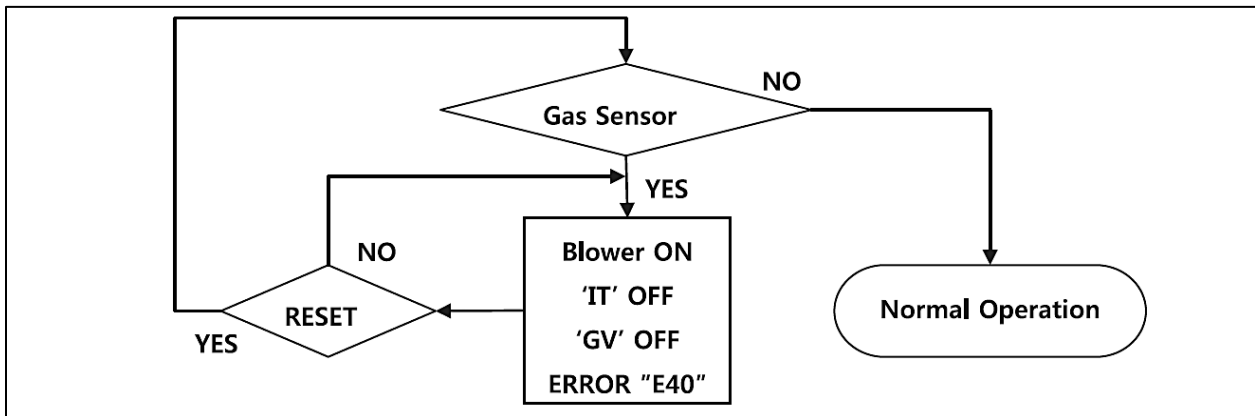 NO
Gas Sensor
YES
Blower ON
‘IT’ OFF
‘GV’ OFF
ERROR "E40"
NO
RESET
YES
Normal Operation